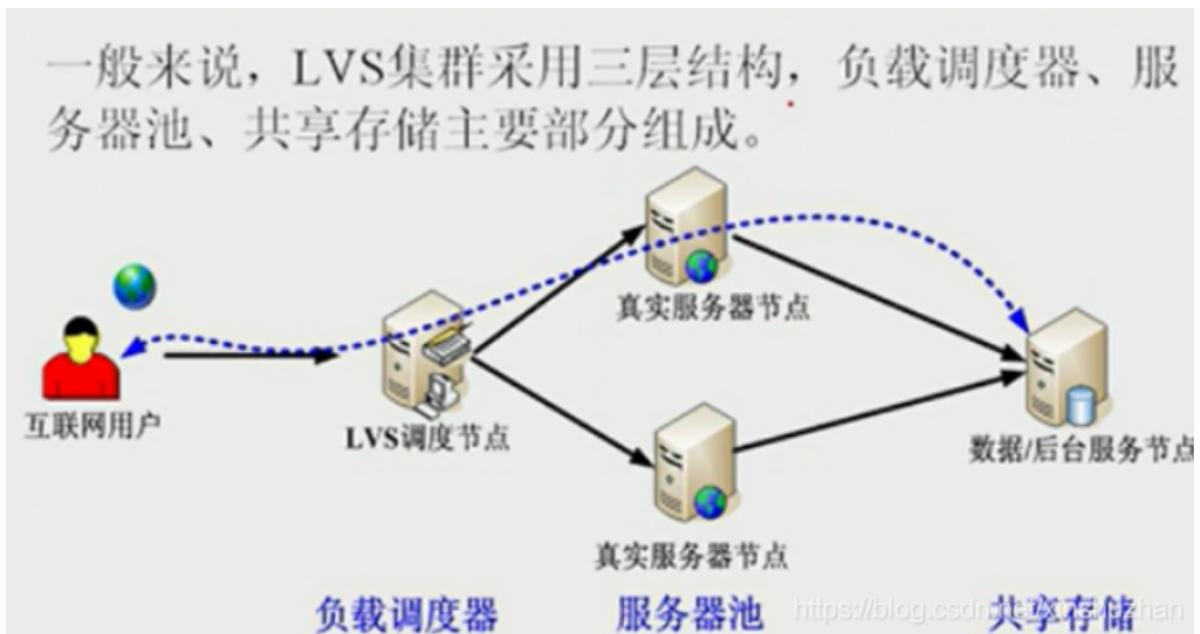 一般来说，LVS集群采用三层结构，负载调度器、服
务器池、共享存储主要部分组成。
真实服务器节点
互联网用户
LVS调度节点
数据/后台服务节点
真实服务器节点
负载调度器
服务器池
共享存储